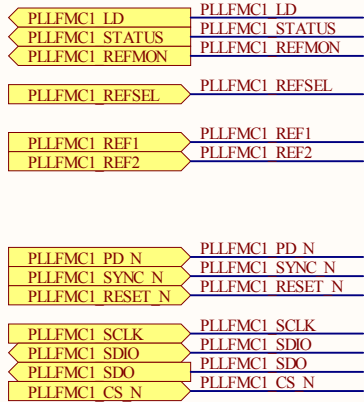 PLLFMC1_LD PLLFMC1_LD
PLLFMC1_STATUS PLLFMC1_STATUS
PLLFMC1_REFMON PLLFMC1_REFMON
PLLFMC1_REFSEL PLLFMC1_REFSEL
PLLFMC1_REF1 PLLFMC1_REF1
PLLFMC1_REF2 PLLFMC1_REF2
PLLFMC1_PD_N PLLFMC1_PD_N
PLLFMC1_SYNC_N PLLFMC1_SYNC_N
PLLFMC1_RESET_N PLLFMC1_RESET_N
PLLFMC1_SCLK PLLFMC1_SCLK
PLLFMC1_SDIO PLLFMC1_SDIO
PLLFMC1_SDO PLLFMC1_SDO
PLLFMC1_CS_N PLLFMC1_CS_N